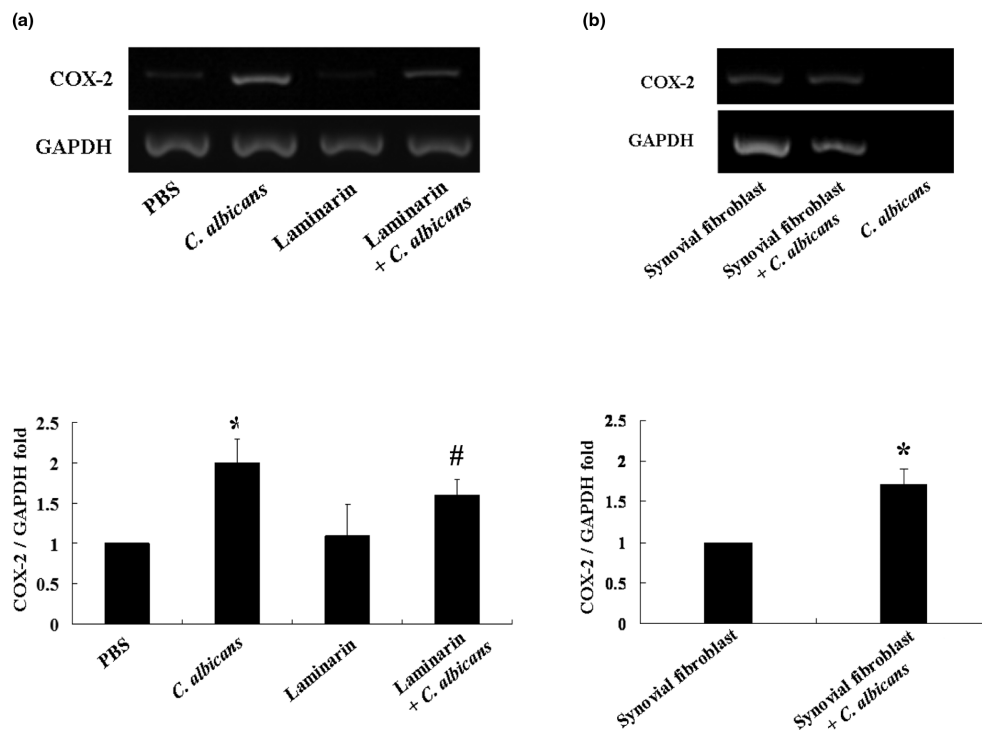 (a)
COX-2
GAPDH
PBS
C. albicans
Laminarin
Laminarin
+ C. albicans
(b)
COX-2
GAPDH
Synovial fibroblast
Synovial fibroblast
+ C. albicans
C. albicans
COX-2 / GAPDH fold
2.5
2
1.5
1
0.5
0
*
#
PBS
C. albicans
Laminarin
Laminarin
+ C. albicans
COX-2 / GAPDH fold
2.5
2
1.5
1
0.5
0
*
Synovial fibroblast
Synovial fibroblast
+ C. albicans